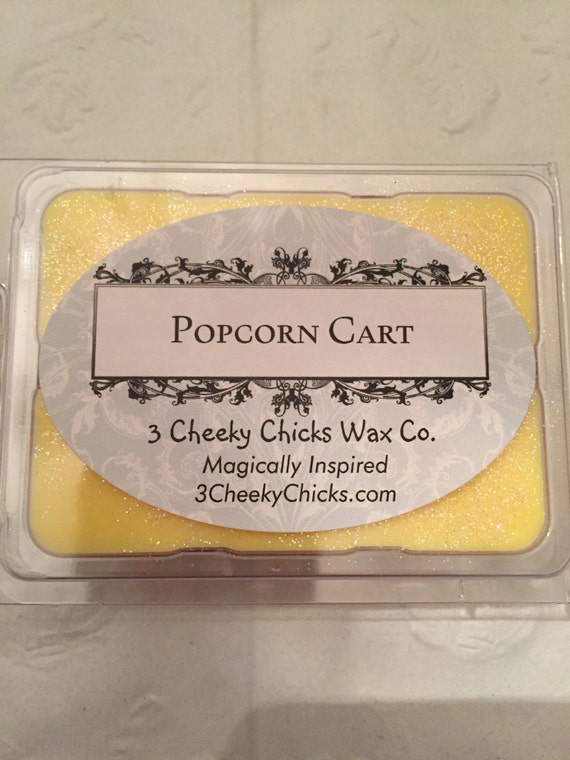 Popcorn Cart
3 Cheeky Chicks Wax Co.
Magically Inspired
3CheekyChicks.com